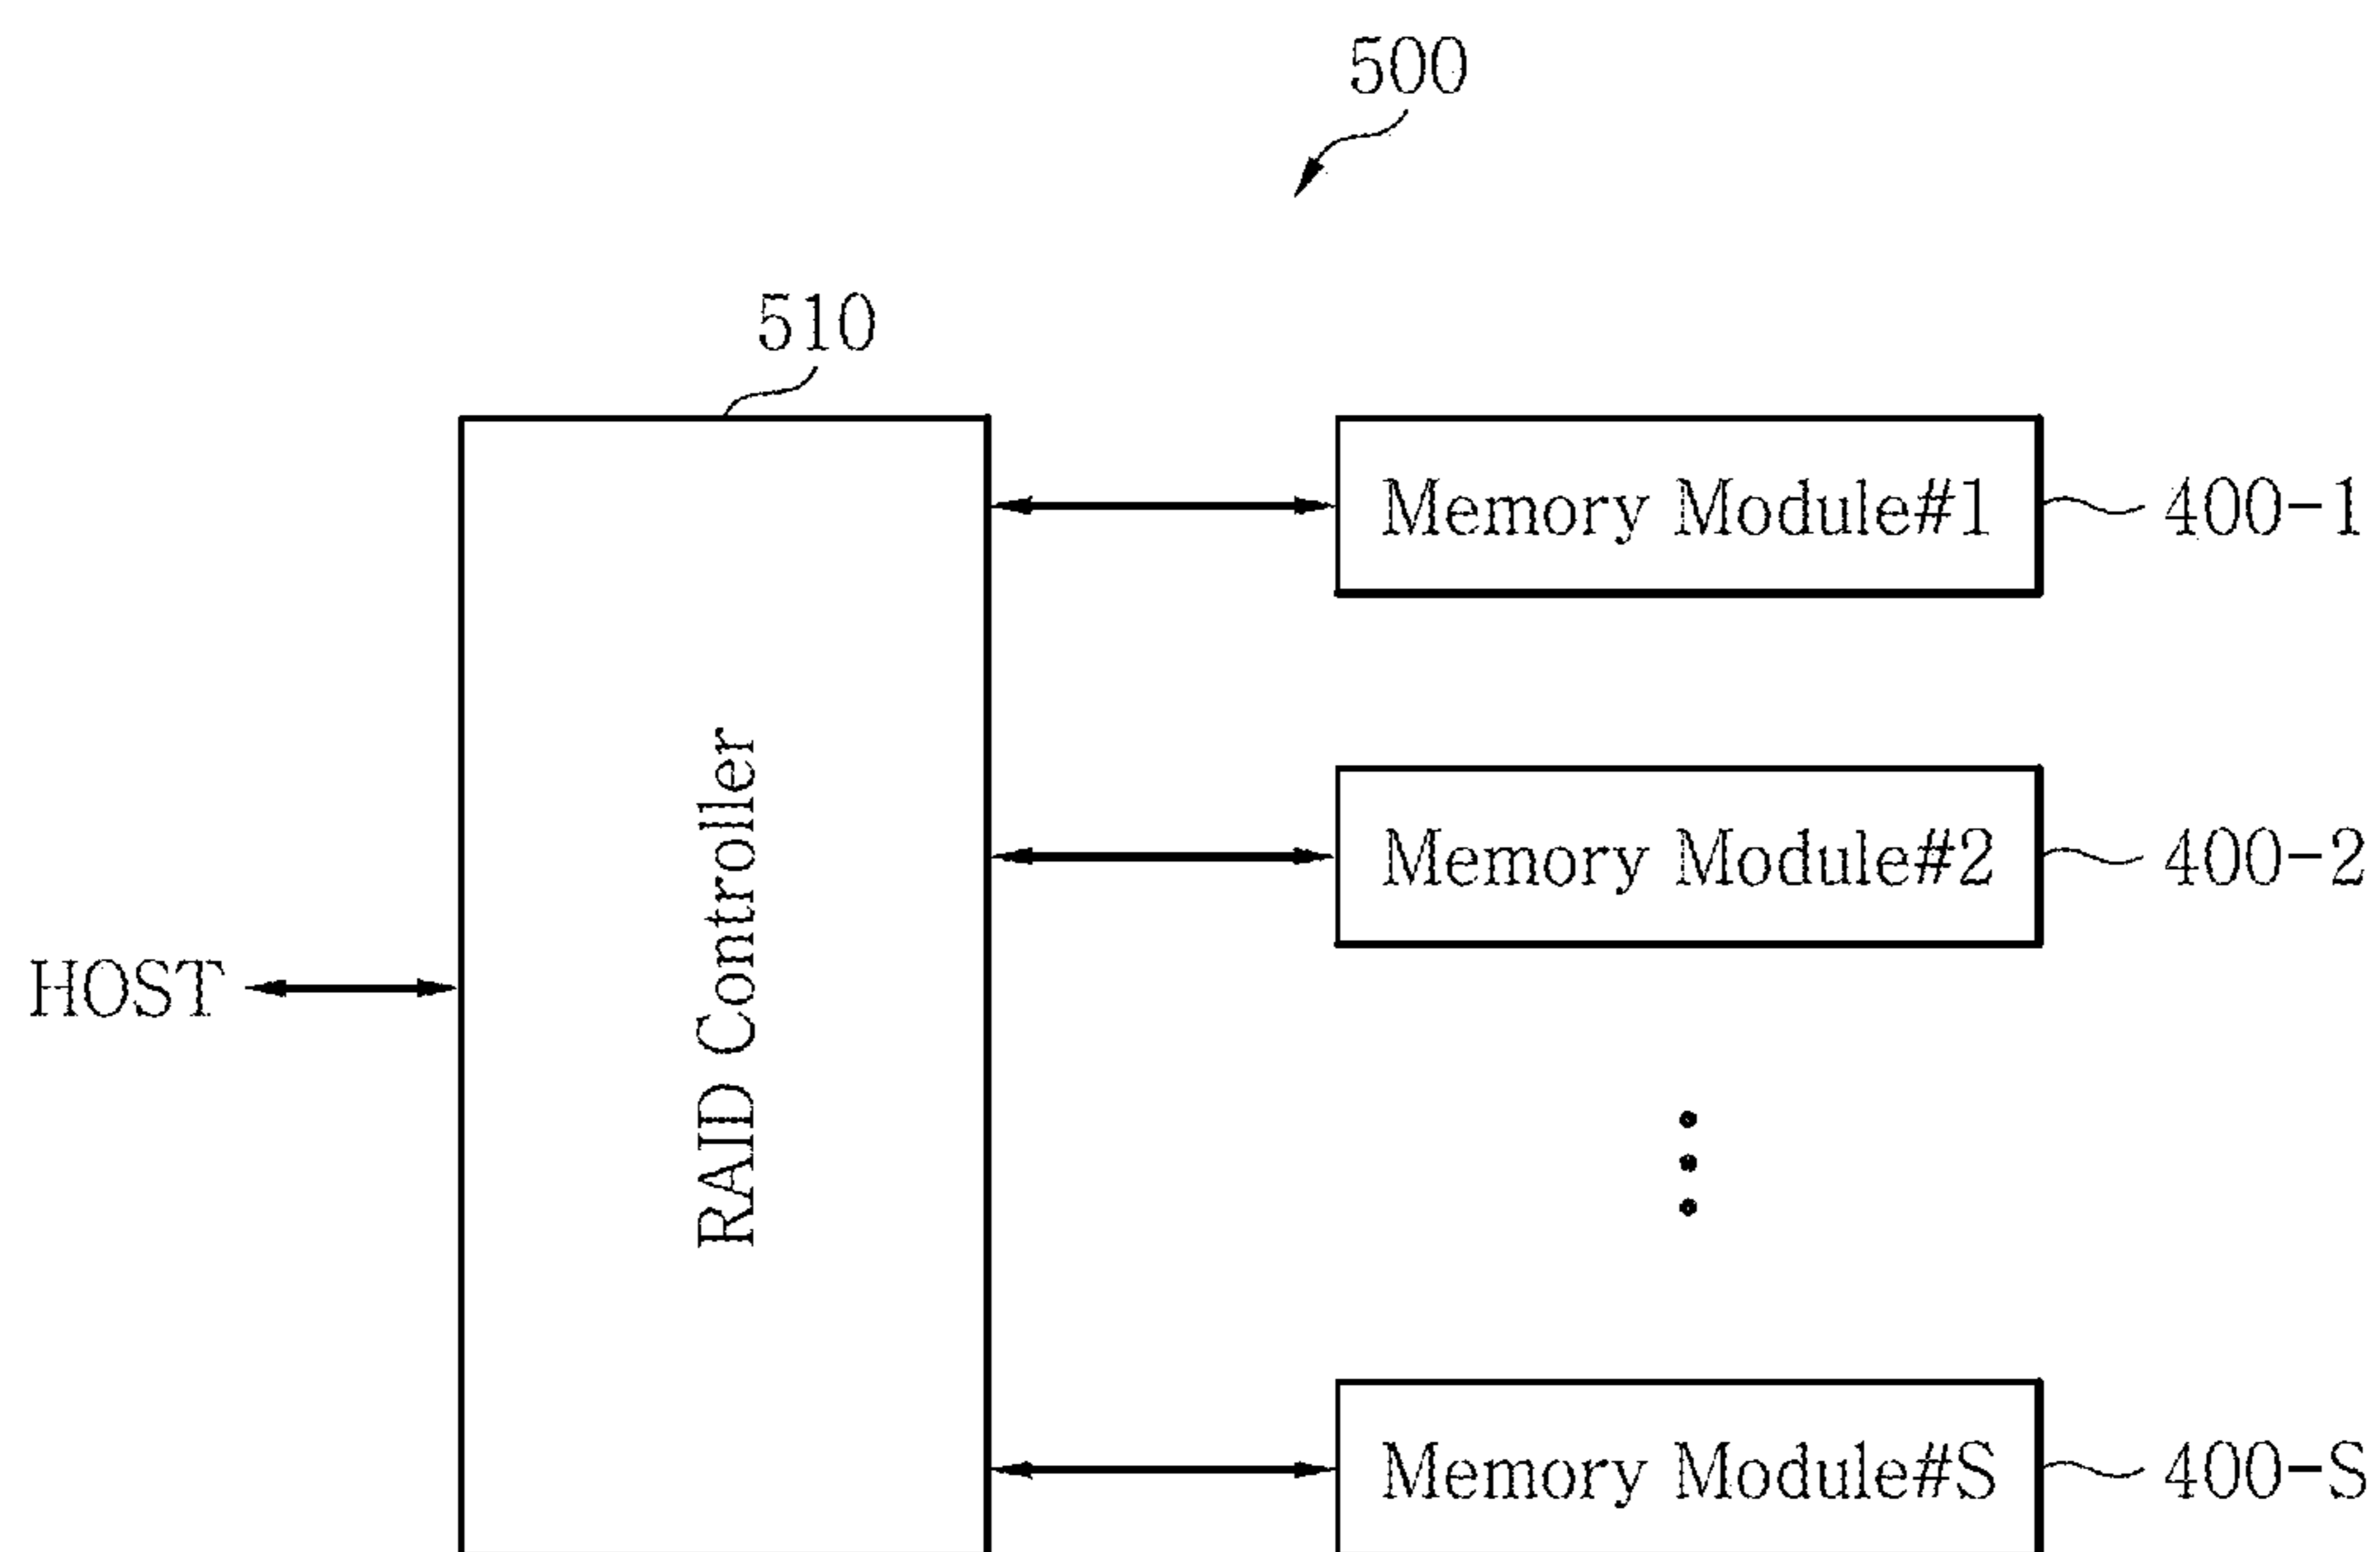 500
510
Memory Module#1
400-1
Memory Module#2
400-2
HOST
RAID Controller
Memory Module#S
400-S